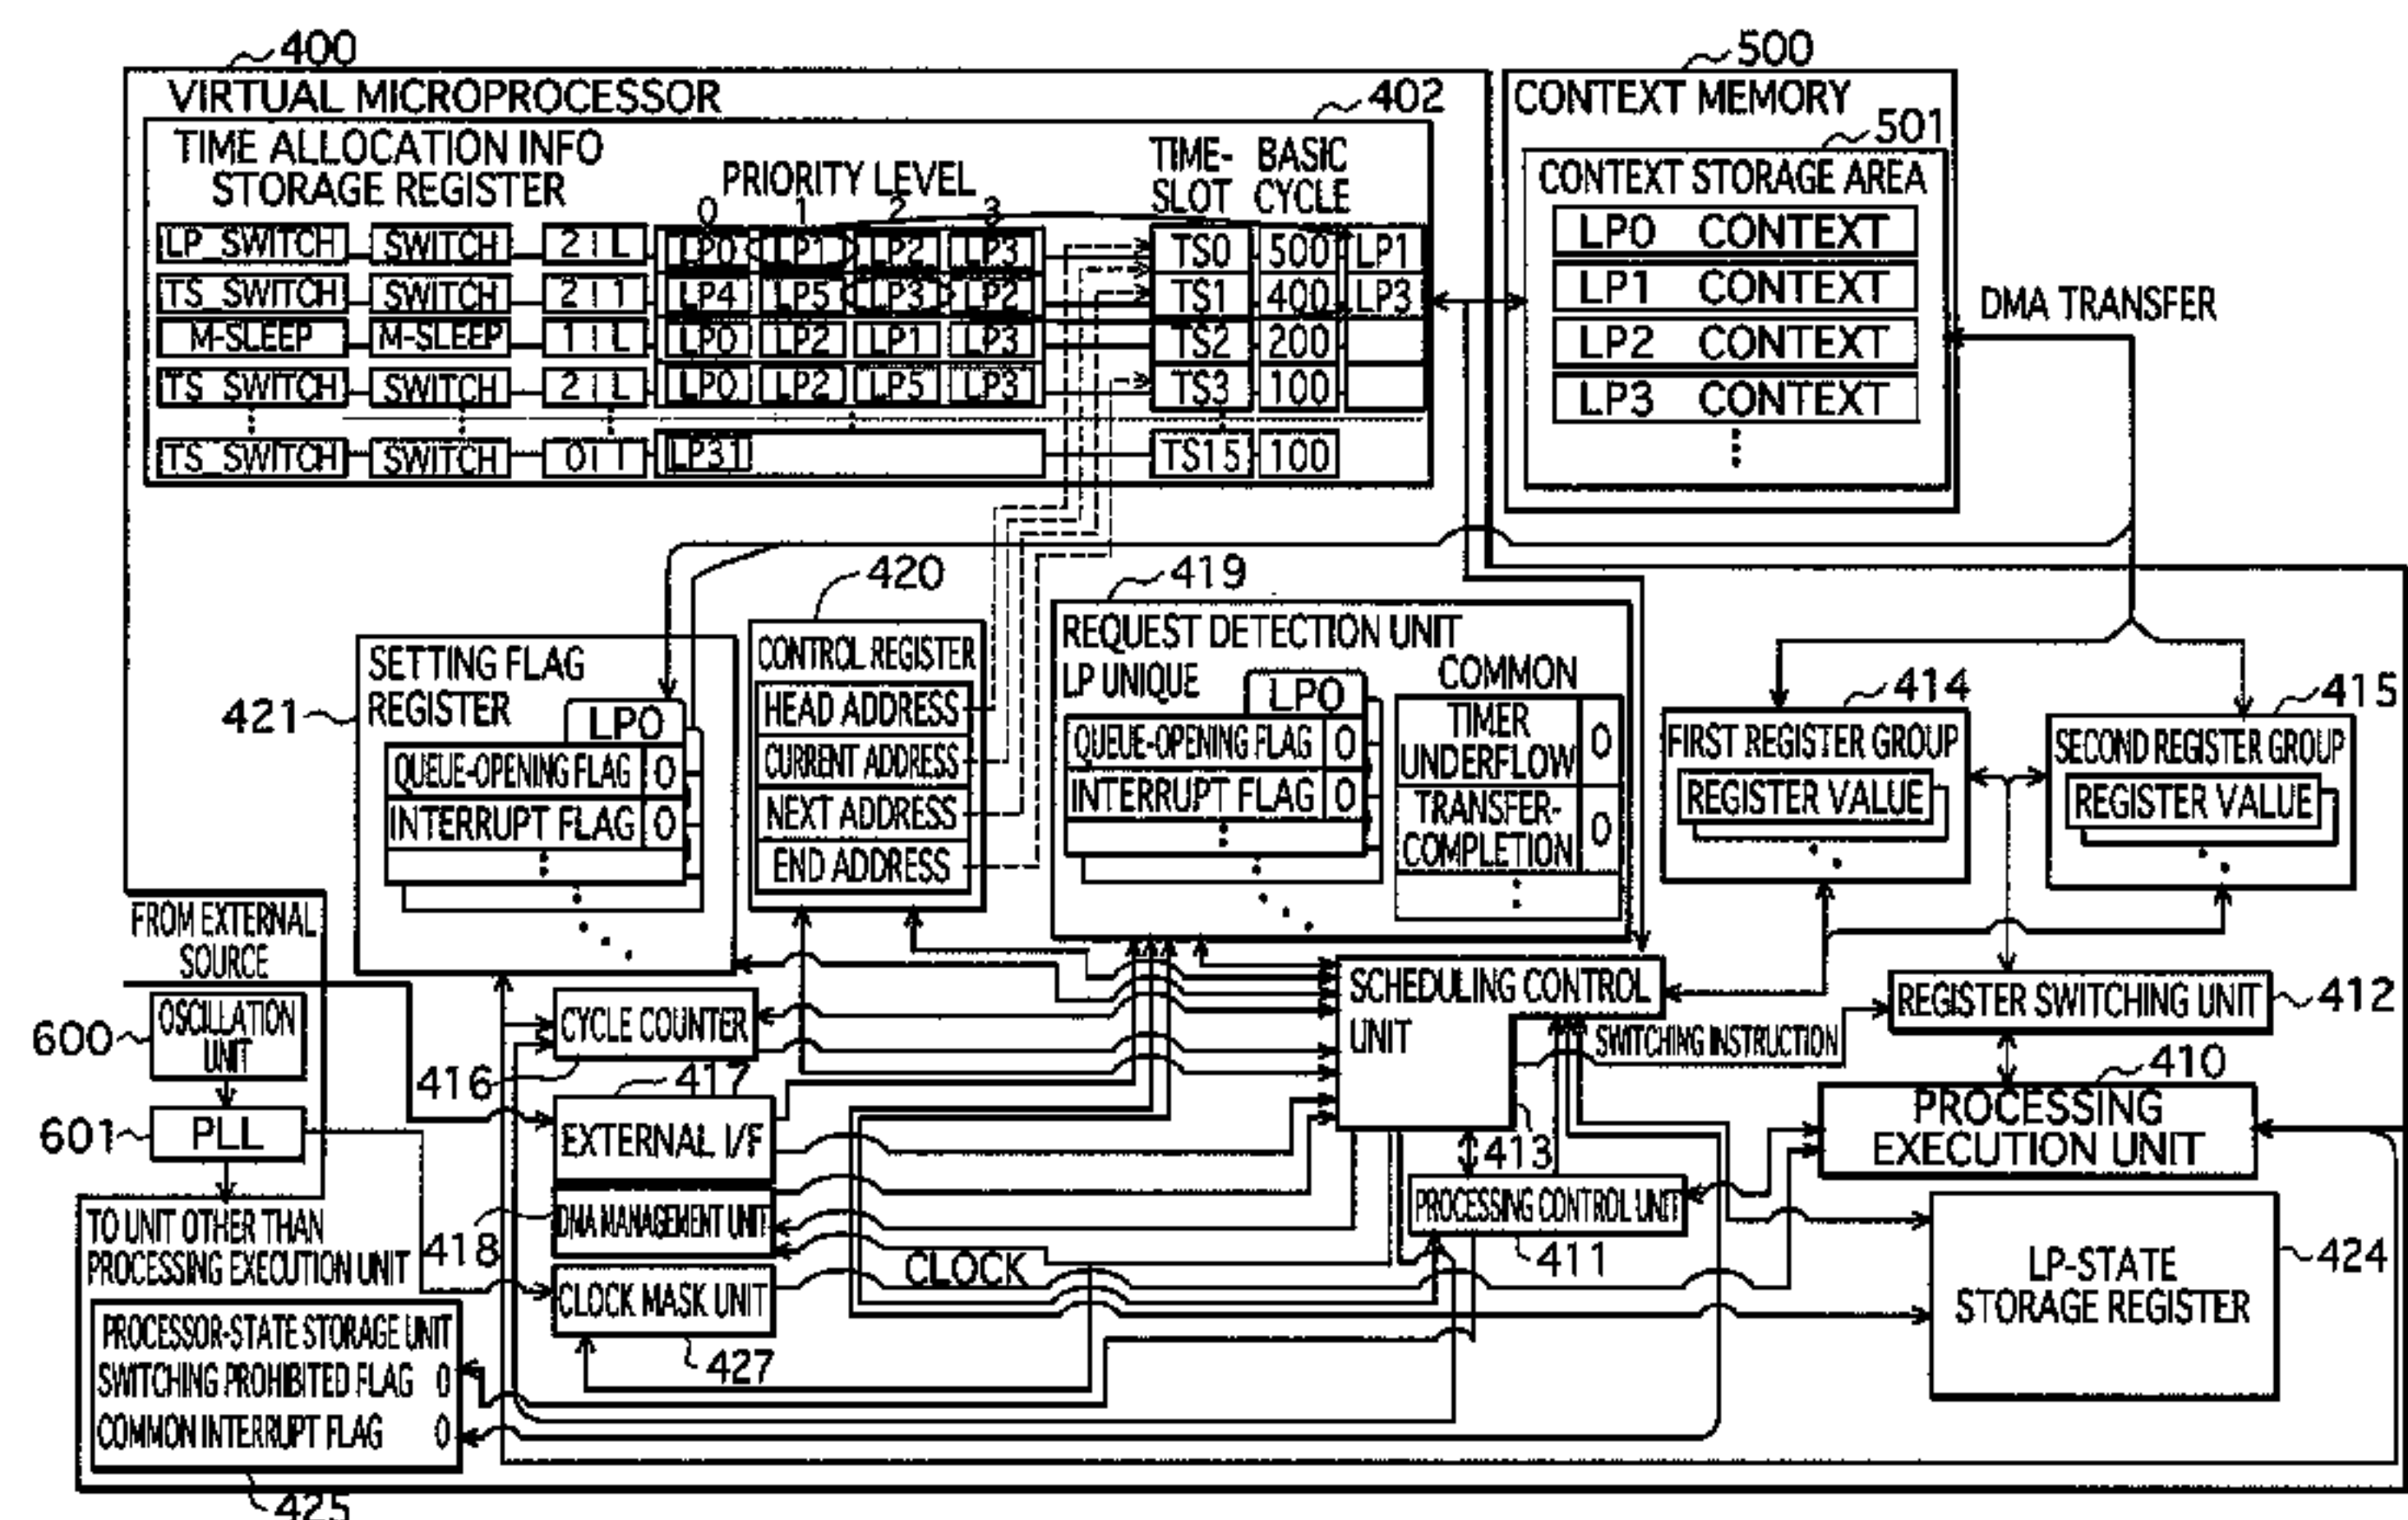 400
500
VIRTUAL MICROPROCESSOR
402
CONTEXT MEMORY
501
TIME ALLOCATION INFO
STORAGE REGISTER
PRIORITY LEVEL
0 1 2 3
TIME-
SLOT
BASIC
CYCLE
CONTEXT STORAGE AREA
LP_SWITCH SWITCH LP0 LP1 LP2 LP3 TS0 500 LP1
TS_SWITCH SWITCH LP4 LP5 LP3 LP2 TS1 400 LP3
M-SLEEP M-SLEEP LP0 LP2 LP1 LP3 TS2 200
TS_SWITCH SWITCH LP0 LP2 LP5 LP3 TS3 100
TS_SWITCH SWITCH LP31 TS15 100
LP0 CONTEXT
LP1 CONTEXT
LP2 CONTEXT
LP3 CONTEXT
DMA TRANSFER
420
419
SETTING FLAG
REGISTER
421
LP0
QUEUE-OPENING FLAG 0
INTERRUPT FLAG 0
CONTROL REGISTER
HEAD ADDRESS
CURRENT ADDRESS
NEXT ADDRESS
END ADDRESS
REQUEST DETECTION UNIT
LP UNIQUE
LP0
QUEUE-OPENING FLAG 0
INTERRUPT FLAG 0
COMMON
TIMER
UNDERFLOW
0
TRANSFER-
COMPLETION
0
414
FIRST REGISTER GROUP
REGISTER VALUE
415
SECOND REGISTER GROUP
REGISTER VALUE
FROM EXTERNAL
SOURCE
600
OSCILLATION
UNIT
601
PLL
CYCLE COUNTER
416
417
EXTERNAL I/F
418
DMA MANAGEMENT UNIT
CLOCK
CLOCK MASK UNIT
427
SCHEDULING CONTROL
UNIT
413
SWITCHING INSTRUCTION
REGISTER SWITCHING UNIT
412
410
PROCESSING
EXECUTION UNIT
PROCESSING CONTROL UNIT
411
LP-STATE
STORAGE REGISTER
424
TO UNIT OTHER THAN
PROCESSING EXECUTION UNIT
PROCESSOR-STATE STORAGE UNIT
SWITCHING PROHIBITED FLAG 0
COMMON INTERRUPT FLAG 0
425